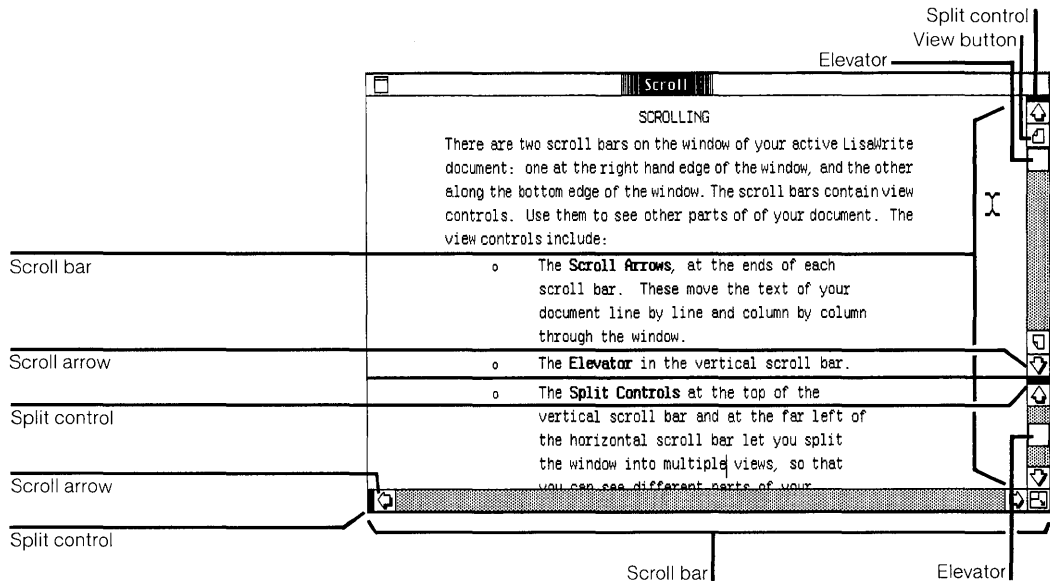 Split control
View button
Elevator
Scroll
SCROLLING
There are two scroll bars on the window of your active LisaWrite
document: one at the right hand edge of the window, and the other
along the bottom edge of the window. The scroll bars contain view
controls. Use them to see other parts of of your document. The
view controls include:
Scroll bar
o The Scroll Arrows, at the ends of each
scroll bar. These move the text of your
document line by line and column by column
through the window.
Scroll arrow
o The Elevator in the vertical scroll bar.
o The Split Controls at the top of the
Split control
vertical scroll bar and at the far left of
the horizontal scroll bar let you split
the window into multiple views, so that
Scroll arrow
you can see different parts of your
Split control
Scroll bar
Elevator